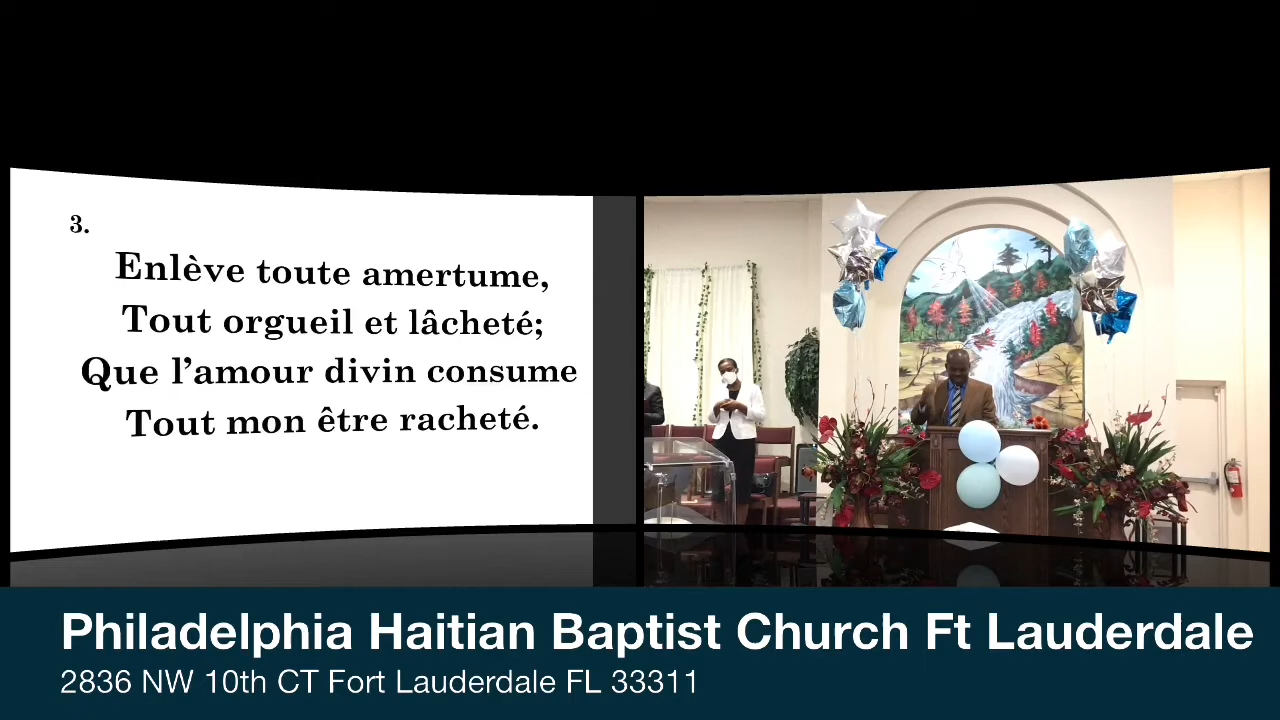 3.
Enlève toute amertume,
Tout orgueil et lâcheté;
Que l'amour divin consume
Tout mon être racheté.
Philadelphia Haitian Baptist Church Ft Lauderdale
2836 NW 10th CT Fort Lauderdale FL 33311